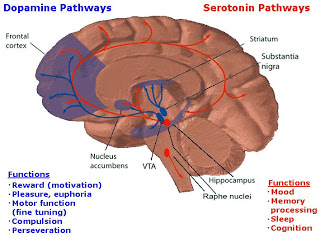 Dopamine Pathways
Serotonin Pathways
Frontal
cortex
Striatum
Substantia
nigra
Nucleus
accumbens
VTA
Hippocampus
Raphe nuclei
Functions
·Reward (motivation)
·Pleasure, euphoria
·Motor function
(fine tuning)
·Compulsion
·Perseveration
Functions
·Mood
·Memory
processing
·Sleep
·Cognition